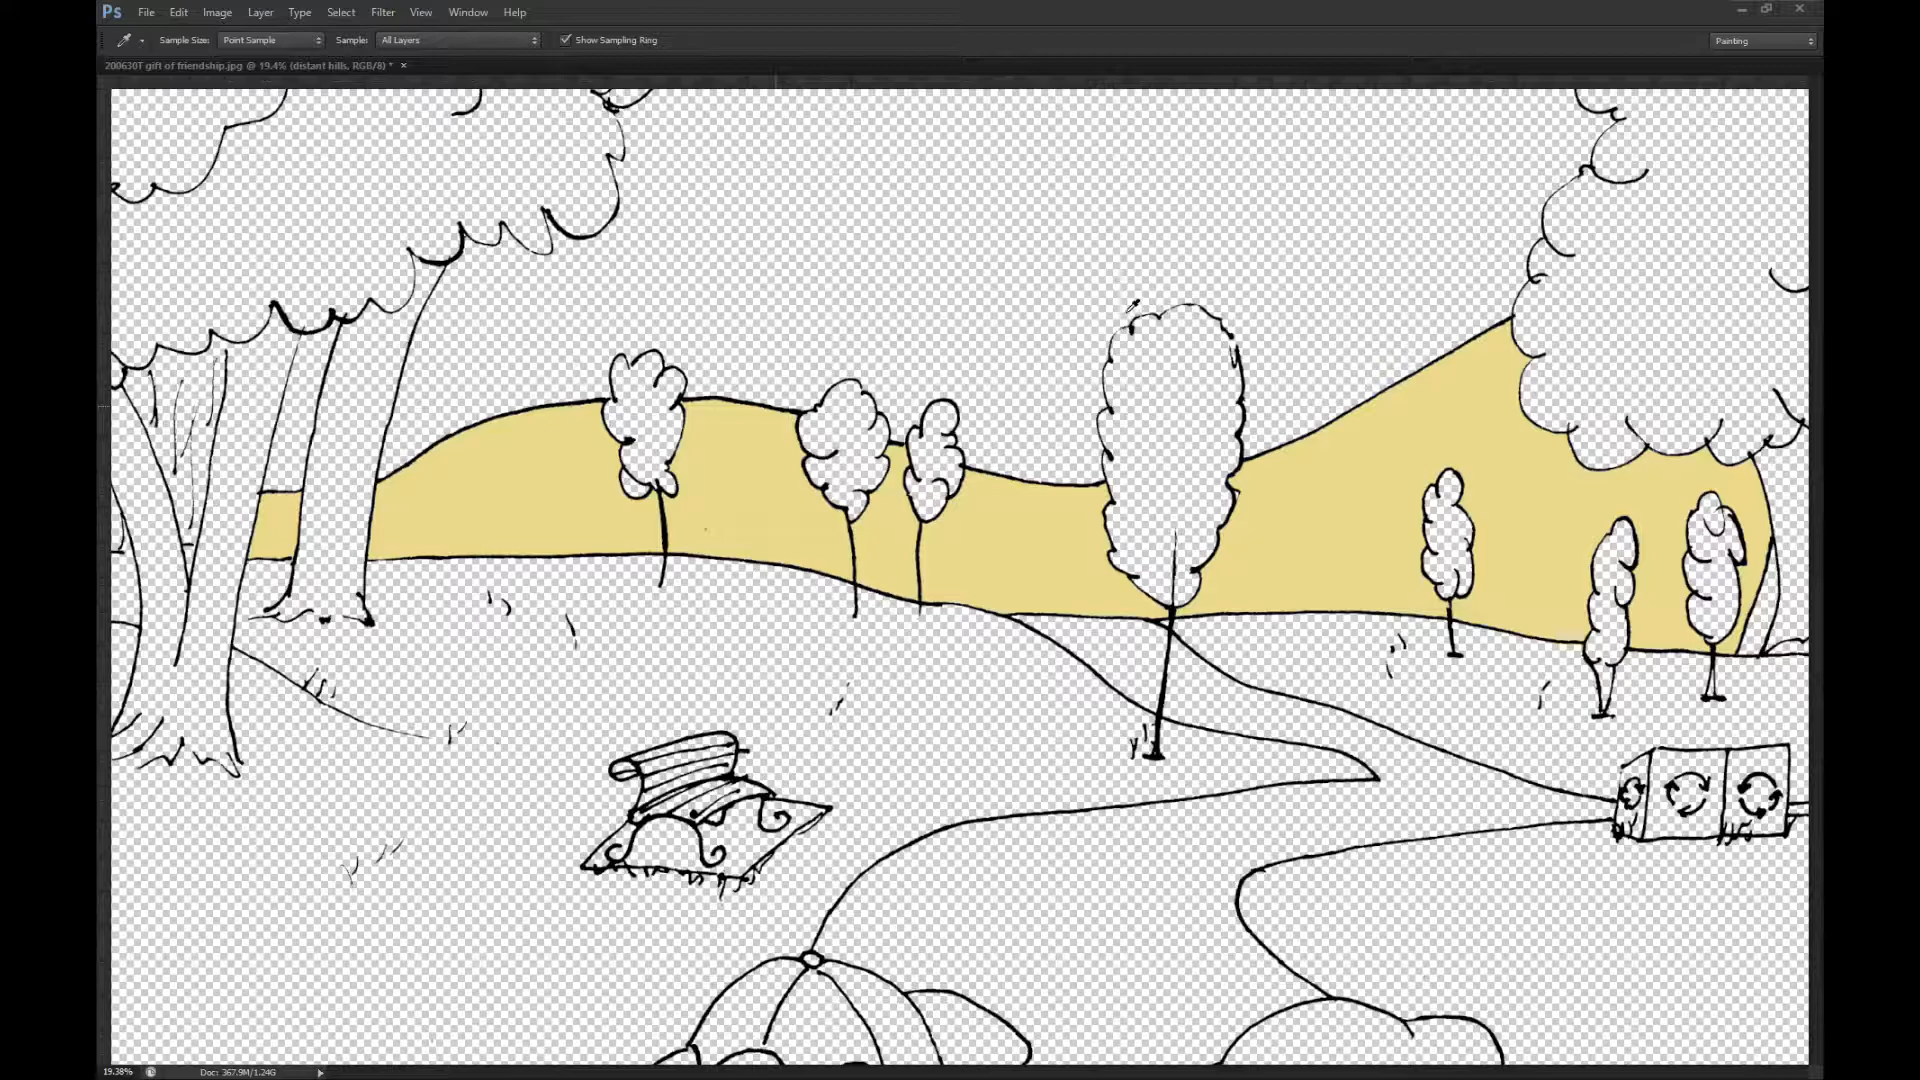 Ps File Edit Image Layer Type Select Filter View Window Help
Sample Size: Point Sample Sample: All Layers Show Sampling Ring Painting
200630T gift of friendship.jpg @ 19.4% (distant hills, RGB/8) * ×
19.38% Doc: 367.9M/1.24G